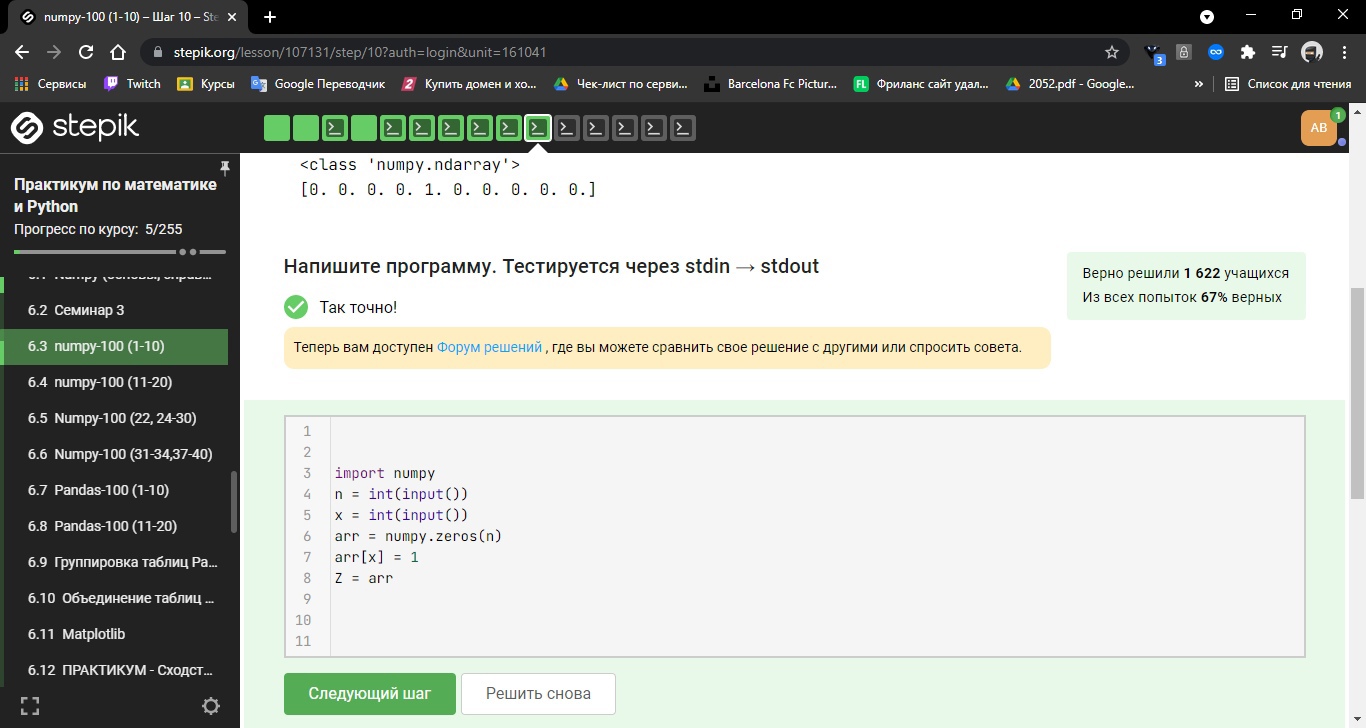 numpy-100 (1-10) – Шаг 10 – Ste
stepik.org/lesson/107131/step/10?auth=login&unit=161041
3
Сервисы
Twitch
Курсы
Google Переводчик
Купить домен и хо...
Чек-лист по серви...
Barcelona Fc Pictur...
FL Фриланс сайт удал...
2052.pdf - Google...
»
Список для чтения
stepik
АВ
1
Практикум по математике
и Python
Прогресс по курсу: 5/255
6.2 Семинар 3
6.3 numpy-100 (1-10)
6.4 numpy-100 (11-20)
6.5 Numpy-100 (22, 24-30)
6.6 Numpy-100 (31-34,37-40)
6.7 Pandas-100 (1-10)
6.8 Pandas-100 (11-20)
6.9 Группировка таблиц Pa...
6.10 Объединение таблиц ...
6.11 Matplotlib
6.12 ПРАКТИКУМ - Сходст...
<class 'numpy.ndarray'>
[0. 0. 0. 0. 1. 0. 0. 0. 0. 0.]
Напишите программу. Тестируется через stdin → stdout
Так точно!
Теперь вам доступен Форум решений , где вы можете сравнить свое решение с другими или спросить совета.
Верно решили 1 622 учащихся
Из всех попыток 67% верных
1
2
3 import numpy
4 n = int(input())
5 x = int(input())
6 arr = numpy.zeros(n)
7 arr[x] = 1
8 Z = arr
9
10
11
Следующий шаг
Решить снова